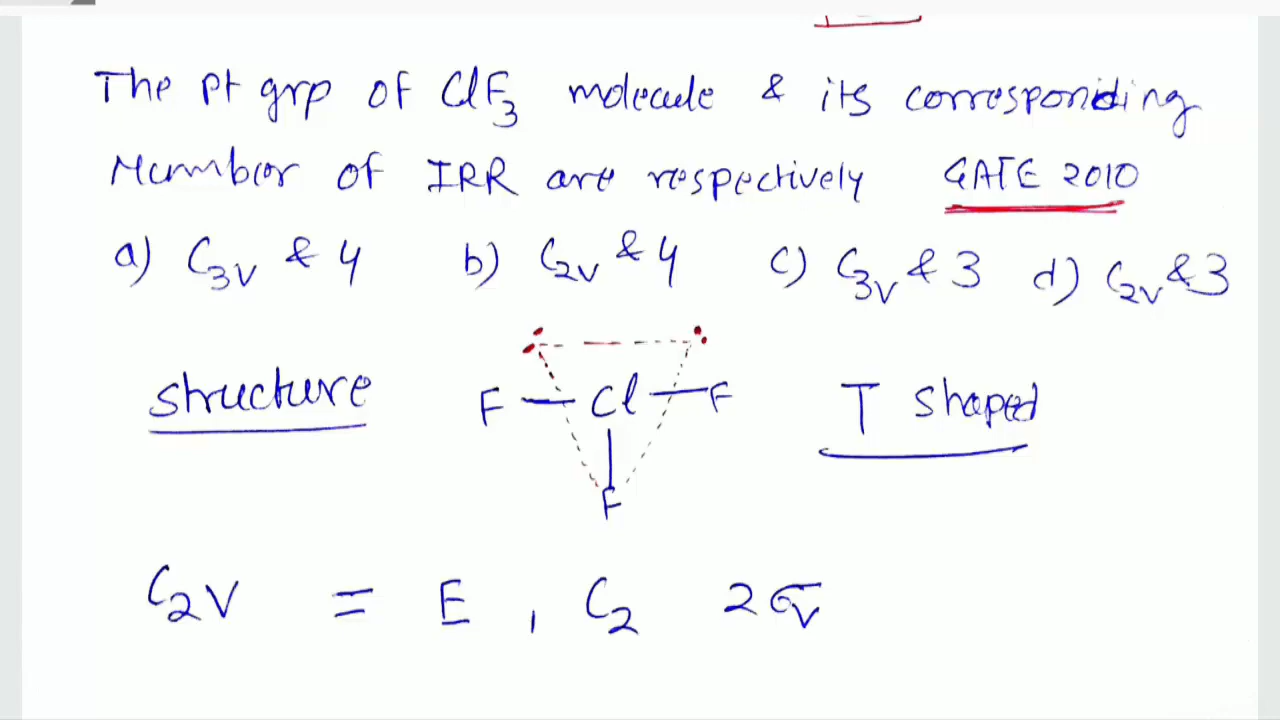 The pt grp of ClF3 molecule & its corresponding
Number of IRR are respectively GATE 2010
a) C3V & 4 b) C2V & 4 c) C3V & 3 d) C2V & 3
structure F Cl F T shaped
F
C2V = E , C2 2σV